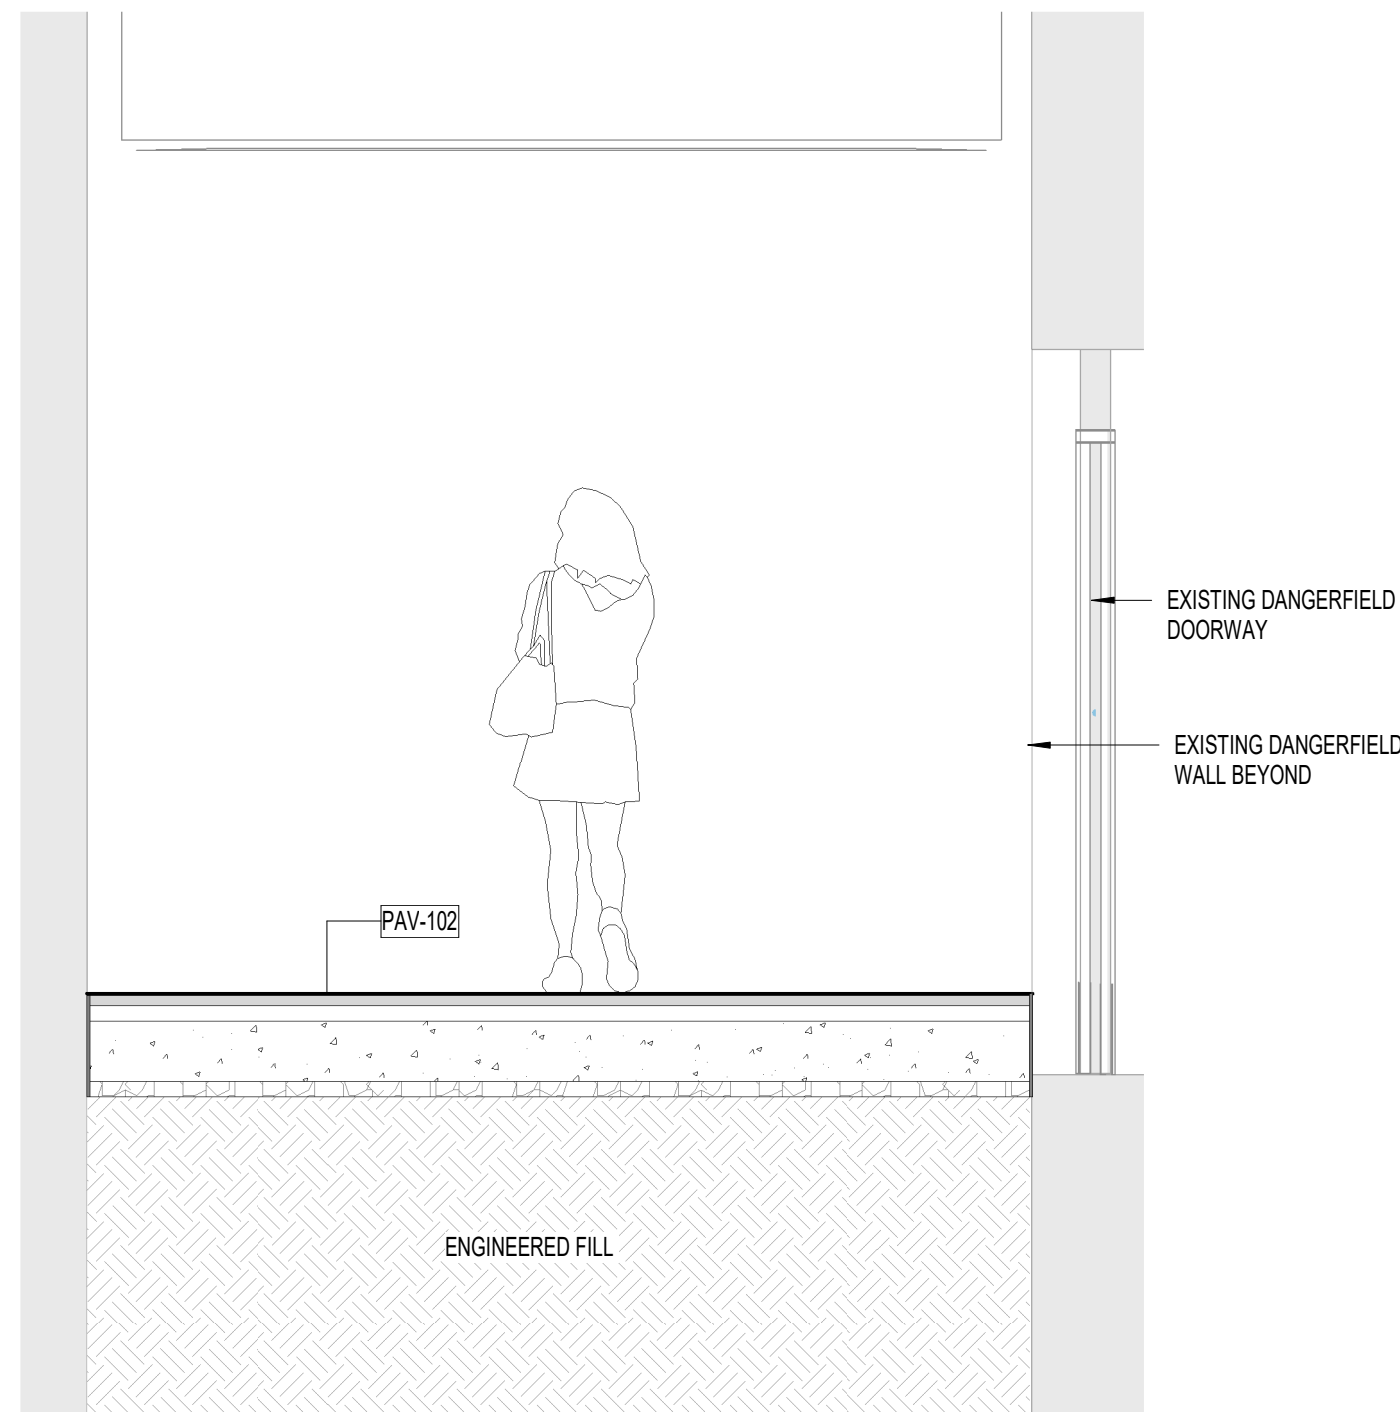 EXISTING DANGERFIELD
DOORWAY
EXISTING DANGERFIELD
WALL BEYOND
PAV-102
ENGINEERED FILL